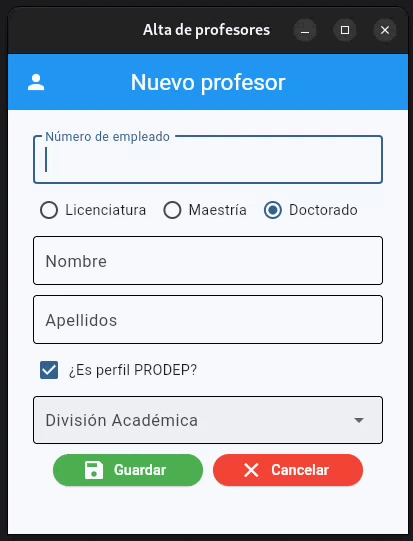 Alta de profesores
Nuevo profesor
Número de empleado
Licenciatura Maestría Doctorado
Nombre
Apellidos
¿Es perfil PRODEP?
División Académica
Guardar Cancelar